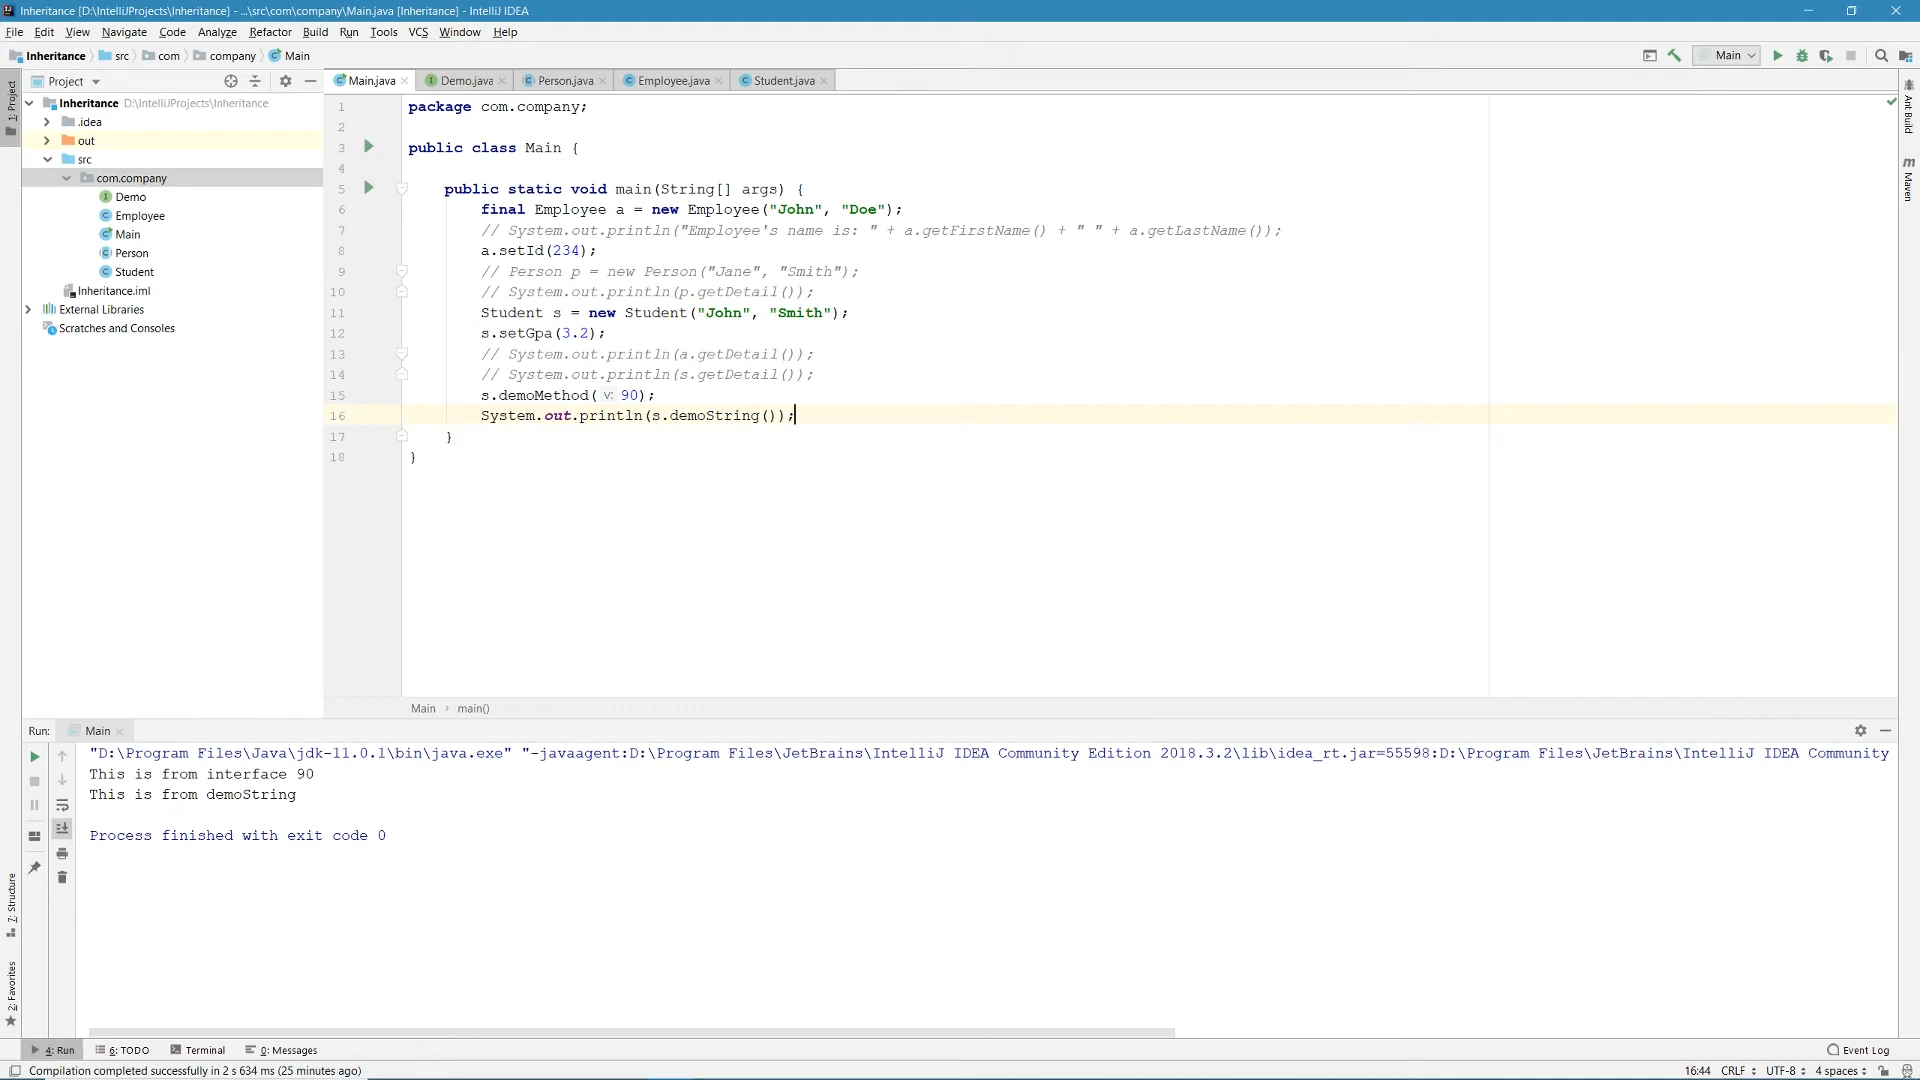 Inheritance [D:\IntelliJProjects\Inheritance] - ...\src\com\company\Main.java [Inheritance] - IntelliJ IDEA
File Edit View Navigate Code Analyze Refactor Build Run Tools VCS Window Help
Inheritance src com company Main
Main
Project
Main.java Demo.java Person.java Employee.java Student.java
1: Project
Inheritance D:\IntelliJProjects\Inheritance
.idea
out
src
com.company
Demo
Employee
Main
Person
Student
Inheritance.iml
External Libraries
Scratches and Consoles
1 package com.company;
2
3 public class Main {
4
5 public static void main(String[] args) {
6 final Employee a = new Employee("John", "Doe");
7 // System.out.println("Employee's name is: " + a.getFirstName() + " " + a.getLastName());
8 a.setId(234);
9 // Person p = new Person("Jane", "Smith");
10 // System.out.println(p.getDetail());
11 Student s = new Student("John", "Smith");
12 s.setGpa(3.2);
13 // System.out.println(a.getDetail());
14 // System.out.println(s.getDetail());
15 s.demoMethod( v: 90);
16 System.out.println(s.demoString());
17 }
18 }
Ant Build
m
Maven
Main › main()
Run: Main
"D:\Program Files\Java\jdk-11.0.1\bin\java.exe" "-javaagent:D:\Program Files\JetBrains\IntelliJ IDEA Community Edition 2018.3.2\lib\idea_rt.jar=55598:D:\Program Files\JetBrains\IntelliJ IDEA Community
This is from interface 90
This is from demoString
Process finished with exit code 0
7: Structure
2: Favorites
4: Run 6: TODO Terminal 0: Messages Event Log
Compilation completed successfully in 2 s 634 ms (25 minutes ago) 16:44 CRLF UTF-8 4 spaces